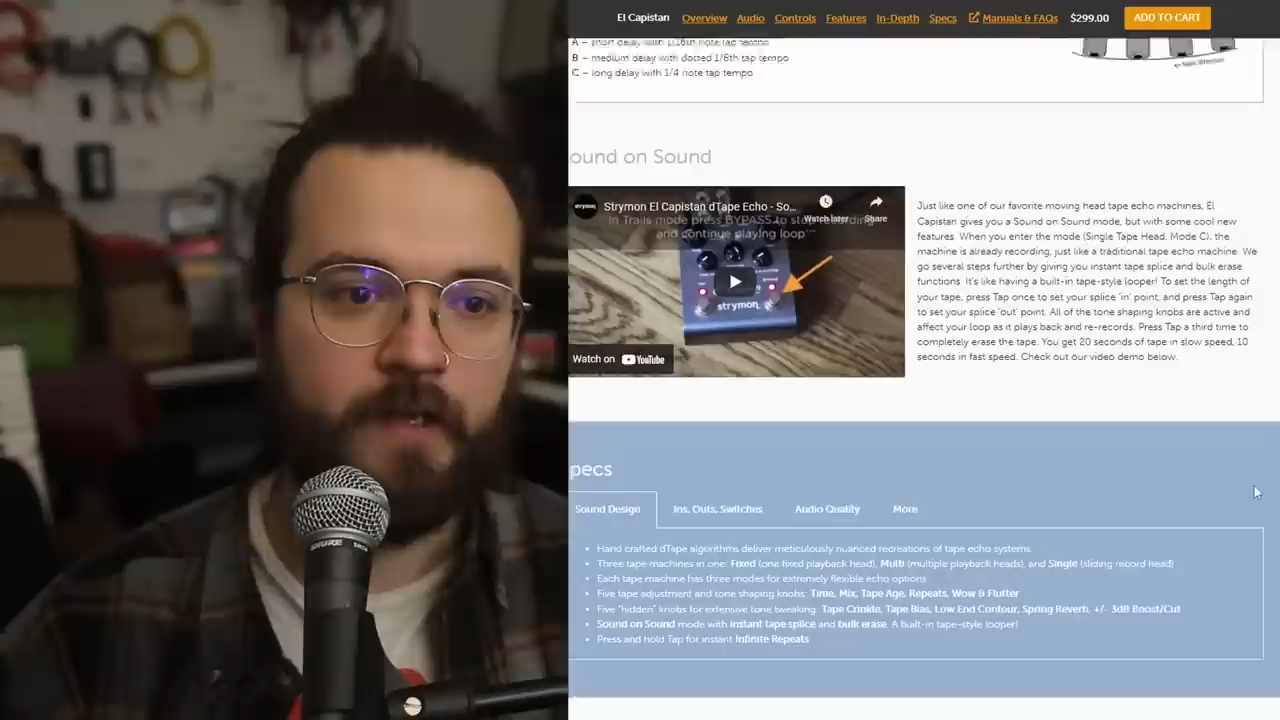 El Capistan Overview Audio Controls Features In-Depth Specs Manuals & FAQs $299.00 ADD TO CART
A – short delay with 1/16th note tap tempo
B – medium delay with dotted 1/8th tap tempo
C – long delay with 1/4 note tap tempo
ound on Sound
strymon
Strymon El Capistan dTape Echo - So...
Watch later
Share
In Trails mode press BYPASS to stop recording
and continue playing loop
strymon
Watch on YouTube
Just like one of our favorite moving head tape echo machines, El
Capistan gives you a Sound on Sound mode, but with some cool new
features. When you enter the mode (Single Tape Head, Mode C), the
machine is already recording, just like a traditional tape echo machine. We
go several steps further by giving you instant tape splice and bulk erase
functions. It's like having a built-in tape-style looper! To set the length of
your tape, press Tap once to set your splice 'in' point, and press Tap again
to set your splice 'out' point. All of the tone shaping knobs are active and
affect your loop as it plays back and re-records. Press Tap a third time to
completely erase the tape. You get 20 seconds of tape in slow speed, 10
seconds in fast speed. Check out our video demo below.
pecs
Sound Design Ins, Outs, Switches Audio Quality More
• Hand crafted dTape algorithms deliver meticulously nuanced recreations of tape echo systems.
• Three tape machines in one: Fixed (one fixed playback head), Multi (multiple playback heads), and Single (sliding record head)
• Each tape machine has three modes for extremely flexible echo options
• Five tape adjustment and tone shaping knobs: Time, Mix, Tape Age, Repeats, Wow & Flutter
• Five "hidden" knobs for extensive tone tweaking: Tape Crinkle, Tape Bias, Low End Contour, Spring Reverb, +/- 3dB Boost/Cut
• Sound on Sound mode with instant tape splice and bulk erase. A built-in tape-style looper!
• Press and hold Tap for instant Infinite Repeats
SHURE